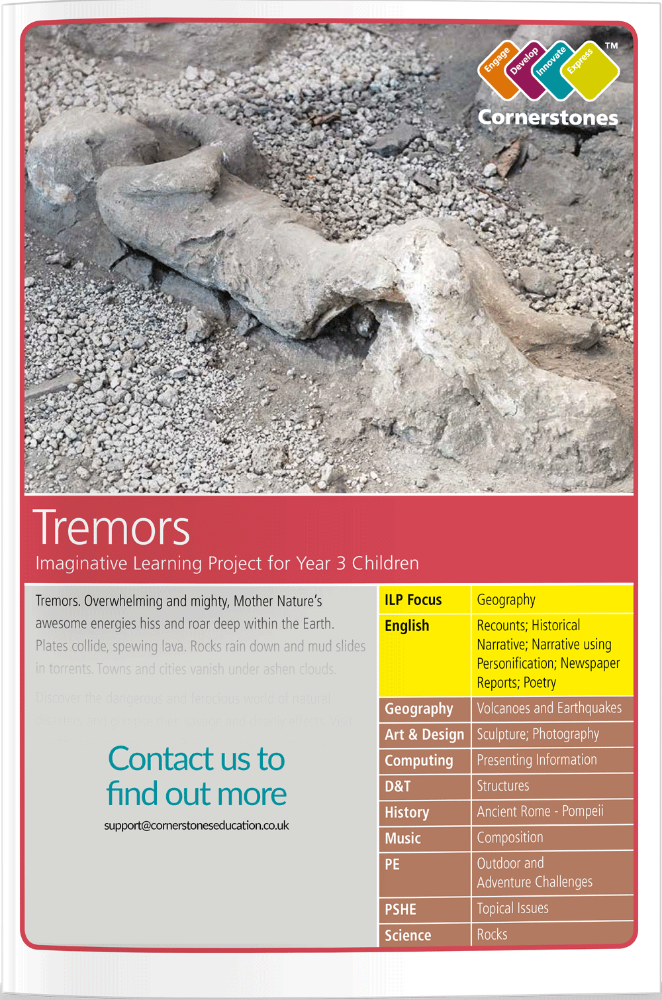 Engage
Develop
Innovate
Express
TM
Cornerstones
Tremors
Imaginative Learning Project for Year 3 Children
Tremors. Overwhelming and mighty, Mother Nature's
awesome energies hiss and roar deep within the Earth.
Plates collide, spewing lava. Rocks rain down and mud slides
in torrents. Towns and cities vanish under ashen clouds.
Discover the dangerous and ferocious world of natural
disasters and glimpse their savage and deadly effects. Visit
Contact us to
find out more
support@cornerstoneseducation.co.uk
ILP Focus Geography
English Recounts; Historical
Narrative; Narrative using
Personification; Newspaper
Reports; Poetry
Geography Volcanoes and Earthquakes
Art & Design Sculpture; Photography
Computing Presenting Information
D&T Structures
History Ancient Rome - Pompeii
Music Composition
PE Outdoor and
Adventure Challenges
PSHE Topical Issues
Science Rocks